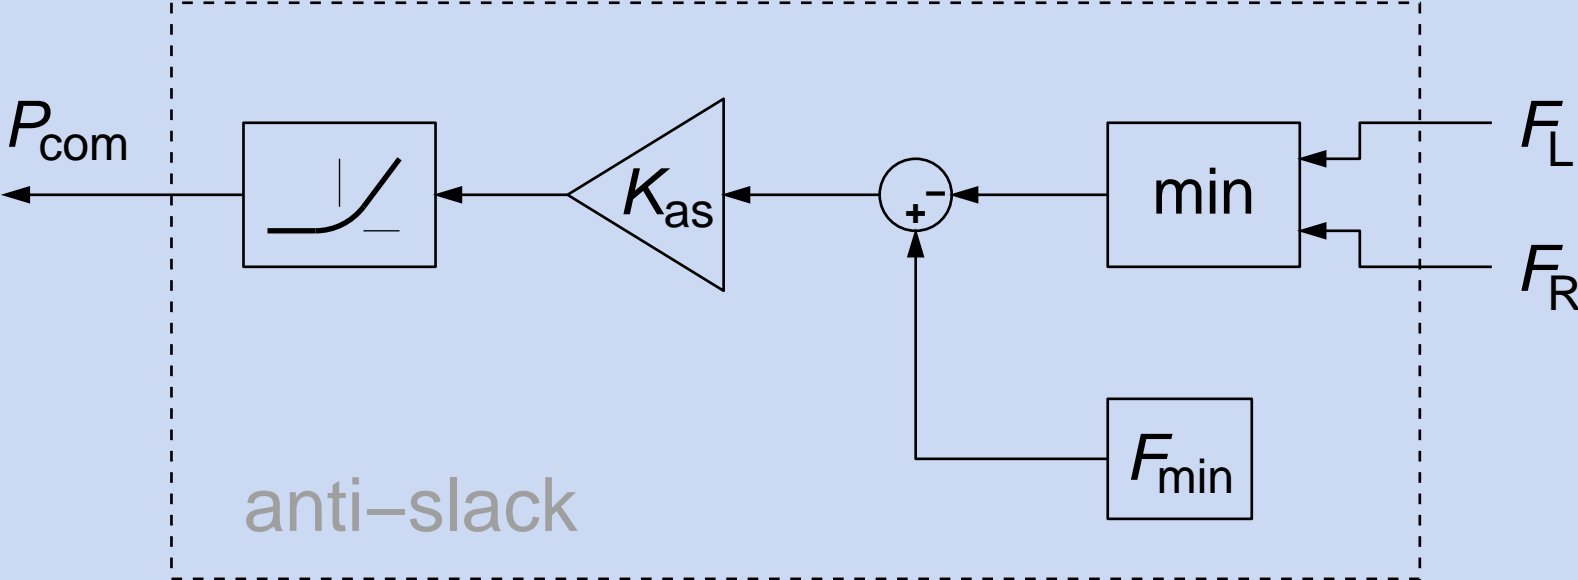 P_com
K_as
−
+
min
F_L
F_R
F_min
anti−slack